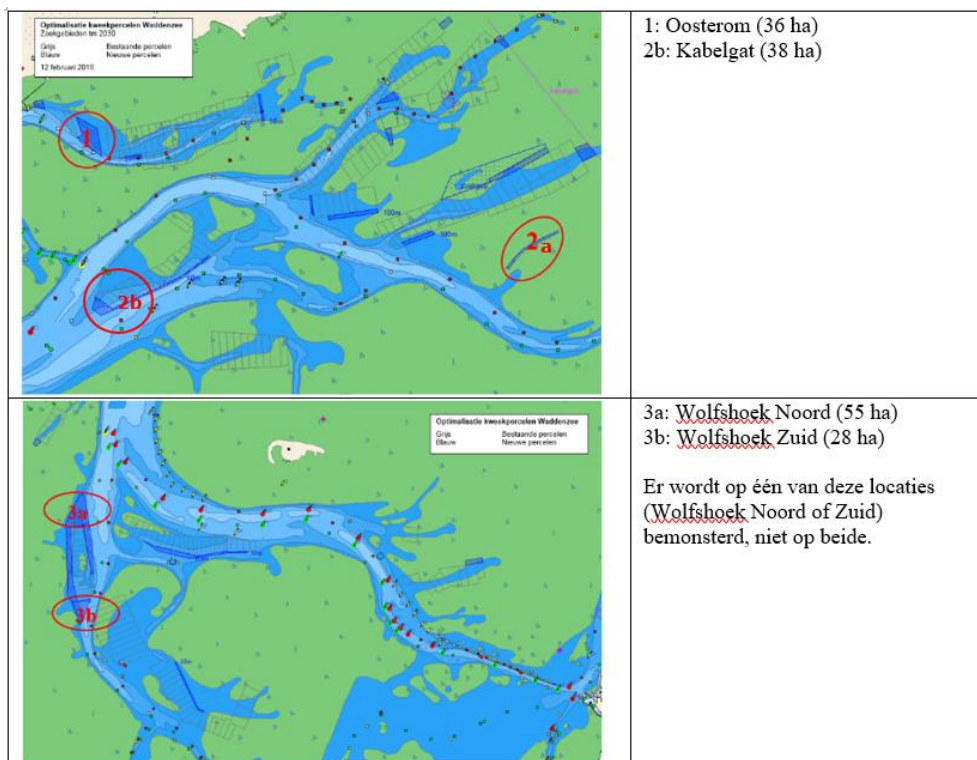 Optimalisatie kweekpercelen Waddenzee
Zoekgebieden tm 2030
Grijs Bestaande percelen
Blauw Nieuwe percelen
12 februari 2018
1
2a
2b
100m
1: Oosterom (36 ha)
2b: Kabelgat (38 ha)
Optimalisatie kweekpercelen Waddenzee
Grijs Bestaande percelen
Blauw Nieuwe percelen
3a
3b
3a: Wolfshoek Noord (55 ha)
3b: Wolfshoek Zuid (28 ha)
Er wordt op één van deze locaties
(Wolfshoek Noord of Zuid)
bemonsterd, niet op beide.